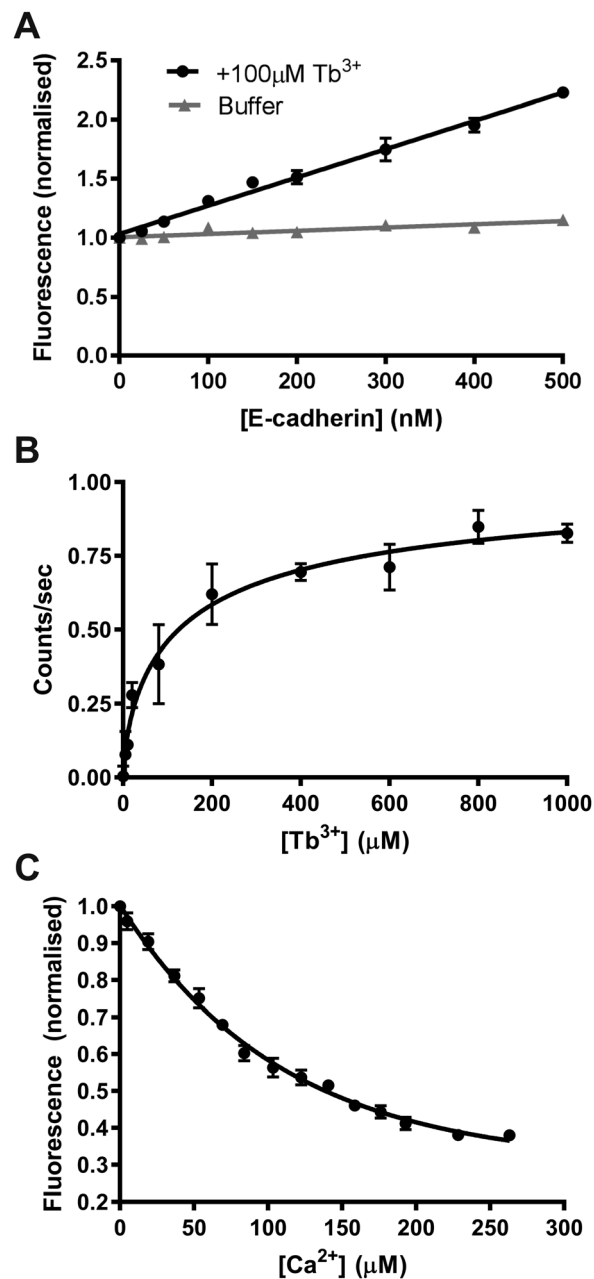 A
Fluorescence (normalised)
2.5
2.0
1.5
1.0
0.5
0.0
+100μM Tb³⁺
Buffer
0 100 200 300 400 500
[E-cadherin] (nM)
B
Counts/sec
1.00
0.75
0.50
0.25
0.00
0 200 400 600 800 1000
[Tb³⁺] (μM)
C
Fluorescence (normalised)
1.0
0.9
0.8
0.7
0.6
0.5
0.4
0.3
0.2
0 50 100 150 200 250 300
[Ca²⁺] (μM)